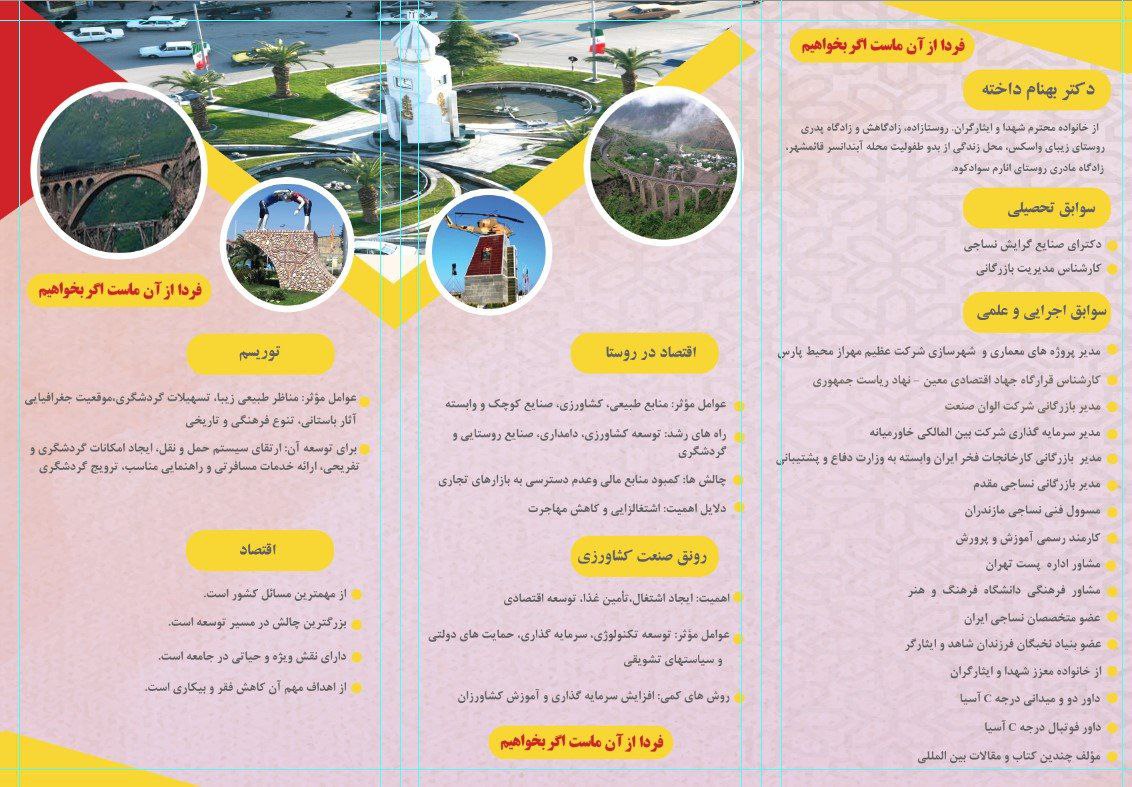 فردا از آن ماست اگر بخواهیم
دکتر بهنام داخته
از خانواده محترم شهدا و ایثارگران. روستازاده، زادگاهش و زادگاه پدری
روستای زیبای واسکس، محل زندگی از بدو طفولیت محله آبندانسر قائمشهر،
زادگاه مادری روستای انارم سوادکوه.
سوابق تحصیلی
دکترای صنایع گرایش نساجی
کارشناس مدیریت بازرگانی
سوابق اجرایی و علمی
مدیر پروژه های معماری و شهرسازی شرکت عظیم مهراز محیط پارس
کارشناس قرارگاه جهاد اقتصادی معین - نهاد ریاست جمهوری
مدیر بازرگانی شرکت الوان صنعت
مدیر سرمایه گذاری شرکت بین المالکی خاورمیانه
مدیر بازرگانی کارخانجات فخر ایران وابسته به وزارت دفاع و پشتیبانی
مدیر بازرگانی نساجی مقدم
مسوول فنی نساجی مازندران
کارمند رسمی آموزش و پرورش
مشاور اداره پست تهران
مشاور فرهنگی دانشگاه فرهنگ و هنر
عضو متخصصان نساجی ایران
عضو بنیاد نخبگان فرزندان شاهد و ایثارگر
از خانواده معزز شهدا و ایثارگران
داور دو و میدانی درجه C آسیا
داور فوتبال درجه C آسیا
مؤلف چندین کتاب و مقالات بین المللی
اقتصاد در روستا
عوامل مؤثر: منابع طبیعی، کشاورزی، صنایع کوچک و وابسته
راه های رشد: توسعه کشاورزی، دامداری، صنایع روستایی و
گردشگری
چالش ها: کمبود منابع مالی وعدم دسترسی به بازارهای تجاری
دلایل اهمیت: اشتغالزایی و کاهش مهاجرت
رونق صنعت کشاورزی
اهمیت: ایجاد اشتغال،تأمین غذا، توسعه اقتصادی
عوامل مؤثر: توسعه تکنولوژی، سرمایه گذاری، حمایت های دولتی
و سیاستهای تشویقی
روش های کمی: افزایش سرمایه گذاری و آموزش کشاورزان
فردا از آن ماست اگر بخواهیم
فردا از آن ماست اگر بخواهیم
توریسم
عوامل مؤثر: مناظر طبیعی زیبا، تسهیلات گردشگری،موقعیت جغرافیایی
آثار باستانی، تنوع فرهنگی و تاریخی
برای توسعه آن: ارتقای سیستم حمل و نقل، ایجاد امکانات گردشگری و
تفریحی، ارائه خدمات مسافرتی و راهنمایی مناسب، ترویج گردشگری
اقتصاد
از مهمترین مسائل کشور است.
بزرگترین چالش در مسیر توسعه است.
دارای نقش ویژه و حیاتی در جامعه است.
از اهداف مهم آن کاهش فقر و بیکاری است.